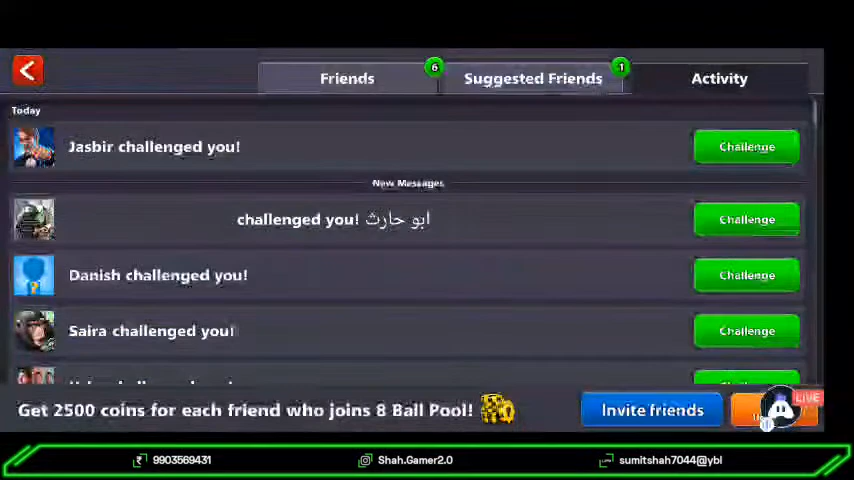 Friends
6
Suggested Friends
1
Activity
Today
Jasbir challenged you!
Challenge
New Messages
challenged you! ابو حارث
Challenge
Danish challenged you!
Challenge
Saira challenged you!
Challenge
Get 2500 coins for each friend who joins 8 Ball Pool!
Invite friends
LIVE
9903569431
Shah.Gamer2.0
sumitshah7044@ybl